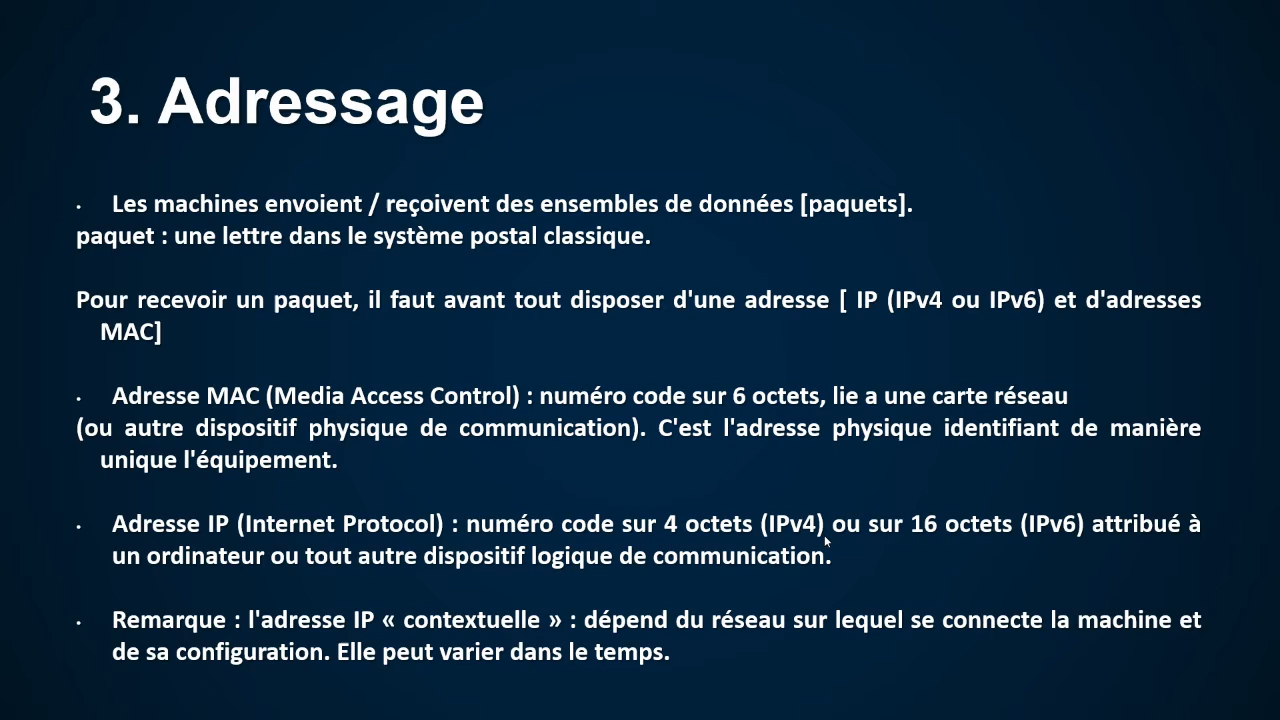 3. Adressage
• Les machines envoient / reçoivent des ensembles de données [paquets].
paquet : une lettre dans le système postal classique.
Pour recevoir un paquet, il faut avant tout disposer d'une adresse [ IP (IPv4 ou IPv6) et d'adresses
MAC]
• Adresse MAC (Media Access Control) : numéro code sur 6 octets, lie a une carte réseau
(ou autre dispositif physique de communication). C'est l'adresse physique identifiant de manière
unique l'équipement.
• Adresse IP (Internet Protocol) : numéro code sur 4 octets (IPv4) ou sur 16 octets (IPv6) attribué à
un ordinateur ou tout autre dispositif logique de communication.
• Remarque : l'adresse IP « contextuelle » : dépend du réseau sur lequel se connecte la machine et
de sa configuration. Elle peut varier dans le temps.